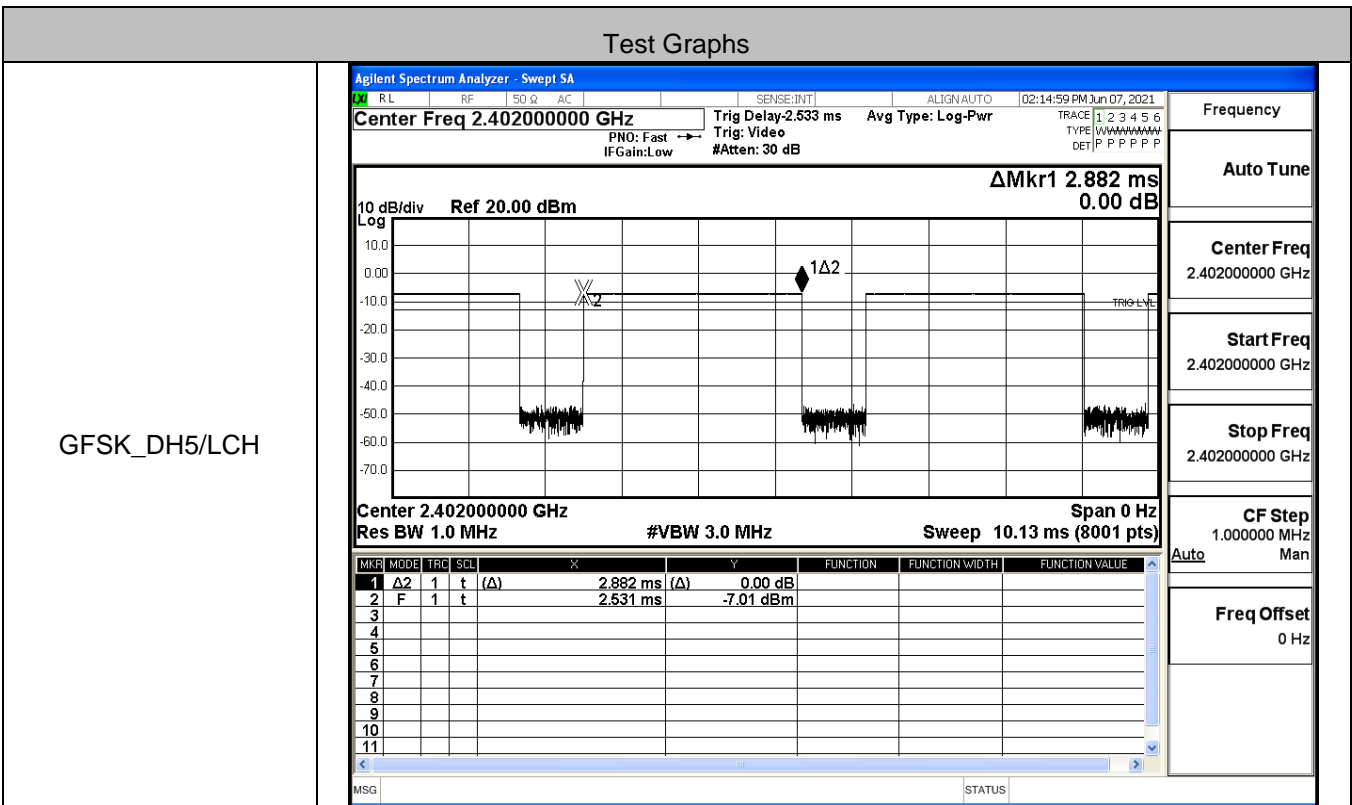 Test Graphs
GFSK_DH5/LCH
Agilent Spectrum Analyzer - Swept SA
LXI RL RF 50 Ω AC SENSE:INT ALIGN AUTO 02:14:59 PM Jun 07, 2021
Center Freq 2.402000000 GHz Trig Delay-2.533 ms Avg Type: Log-Pwr TRACE 1 2 3 4 5 6
PNO: Fast Trig: Video TYPE WWWWWW
IFGain:Low #Atten: 30 dB DET P P P P P P
ΔMkr1 2.882 ms
0.00 dB
10 dB/div Ref 20.00 dBm
Log
10.0
0.00
-10.0
-20.0
-30.0
-40.0
-50.0
-60.0
-70.0
1Δ2
2
TRIG LVL
Center 2.402000000 GHz Span 0 Hz
Res BW 1.0 MHz #VBW 3.0 MHz Sweep 10.13 ms (8001 pts)
MKR MODE TRC SCL X Y FUNCTION FUNCTION WIDTH FUNCTION VALUE
1 Δ2 1 t (Δ) 2.882 ms (Δ) 0.00 dB
2 F 1 t 2.531 ms -7.01 dBm
3
4
5
6
7
8
9
10
11
MSG STATUS
Frequency
Auto Tune
Center Freq
2.402000000 GHz
Start Freq
2.402000000 GHz
Stop Freq
2.402000000 GHz
CF Step
1.000000 MHz
Auto Man
Freq Offset
0 Hz